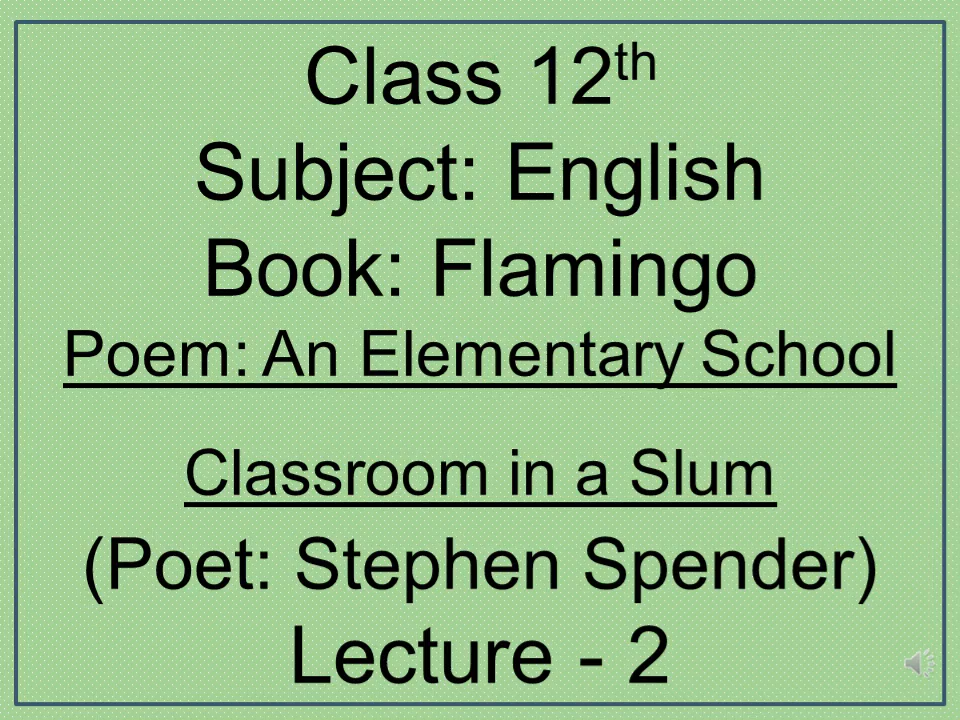 Class 12th
Subject: English
Book: Flamingo
Poem: An Elementary School
Classroom in a Slum
(Poet: Stephen Spender)
Lecture - 2